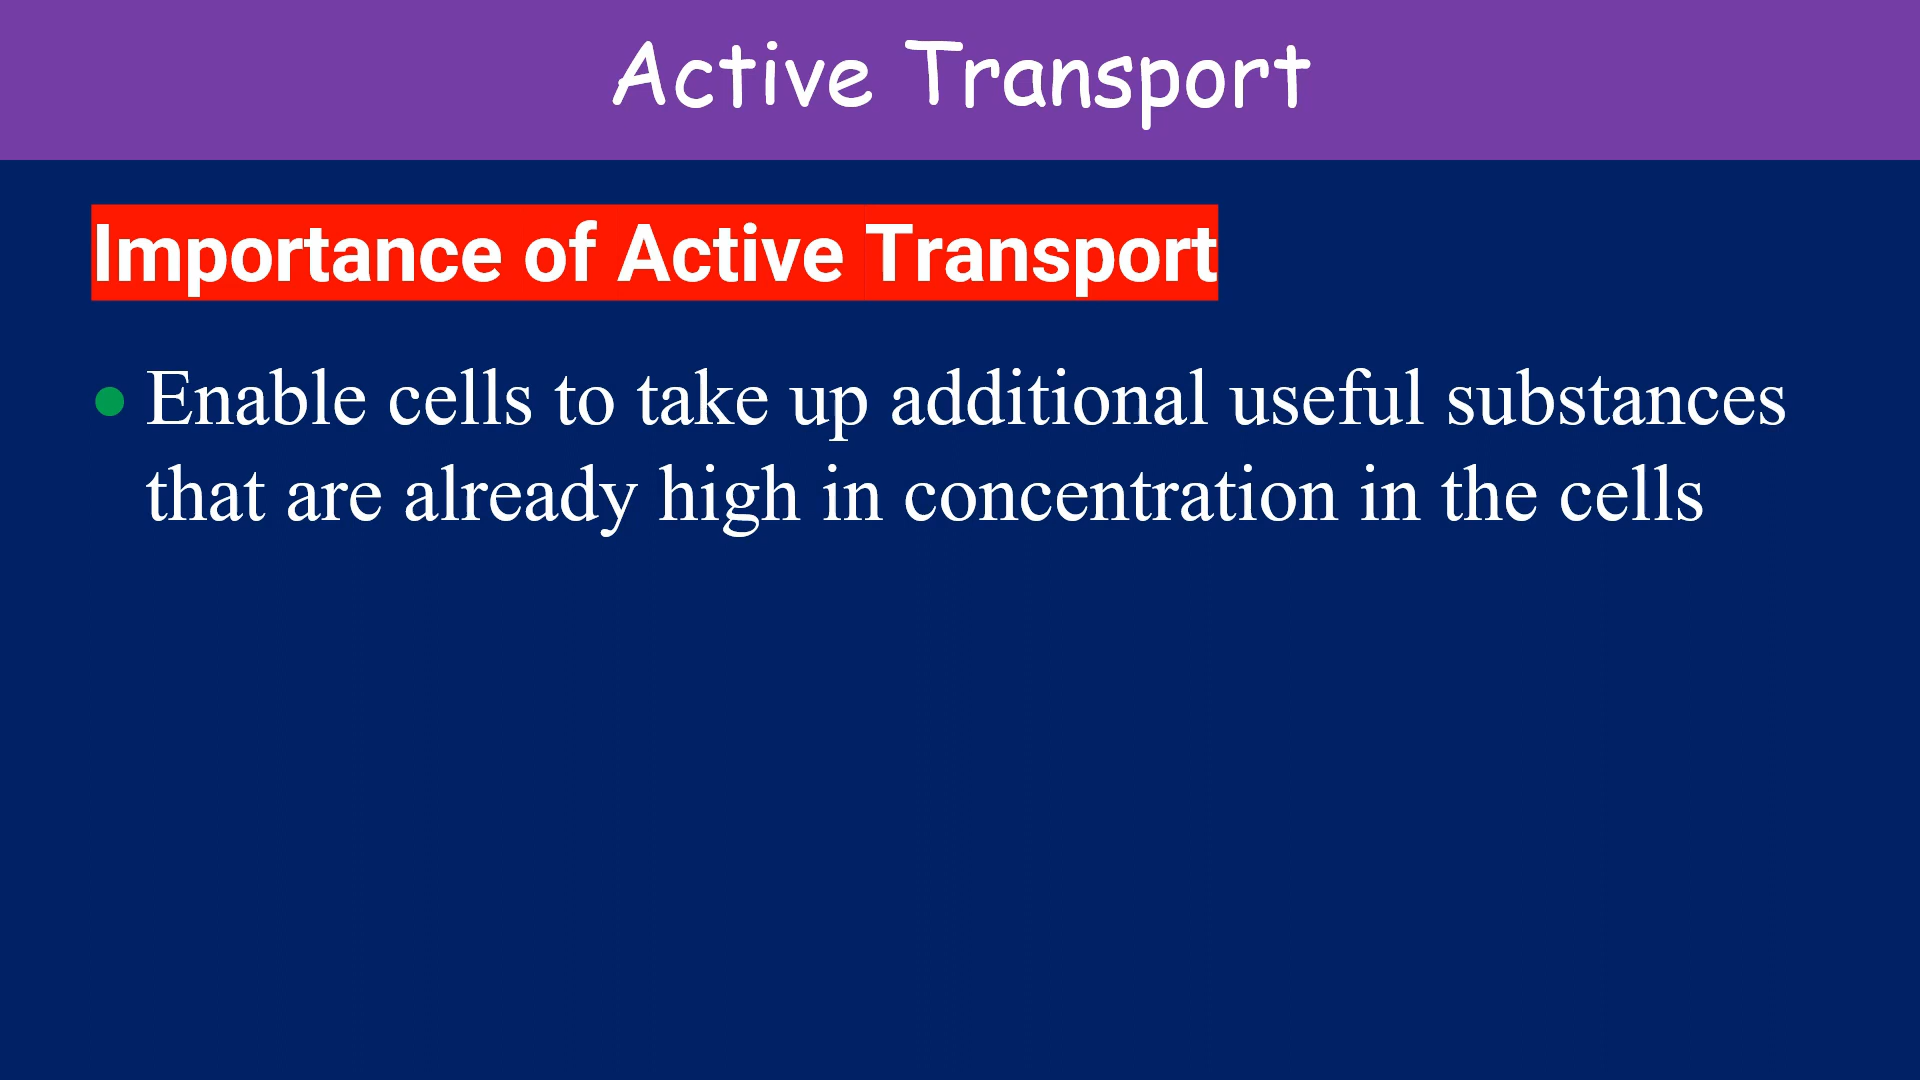 Active Transport
Importance of Active Transport
• Enable cells to take up additional useful substances
that are already high in concentration in the cells